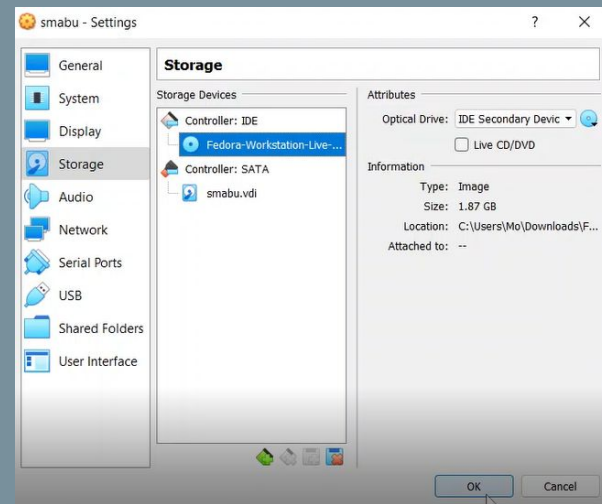 smabu - Settings
?
General
System
Display
Storage
Audio
Network
Serial Ports
USB
Shared Folders
User Interface
Storage
Storage Devices
Controller: IDE
Fedora-Workstation-Live-...
Controller: SATA
smabu.vdi
Attributes
Optical Drive: IDE Secondary Devic
Live CD/DVD
Information
Type: Image
Size: 1.87 GB
Location: C:\Users\Mo\Downloads\F...
Attached to: --
OK
Cancel